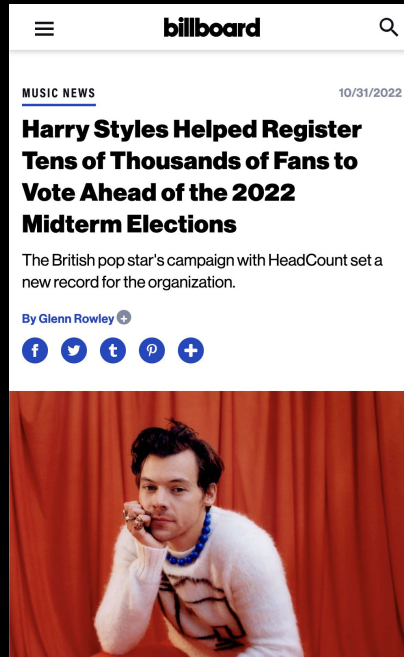 billboard
MUSIC NEWS
10/31/2022
Harry Styles Helped Register
Tens of Thousands of Fans to
Vote Ahead of the 2022
Midterm Elections
The British pop star's campaign with HeadCount set a
new record for the organization.
By Glenn Rowley